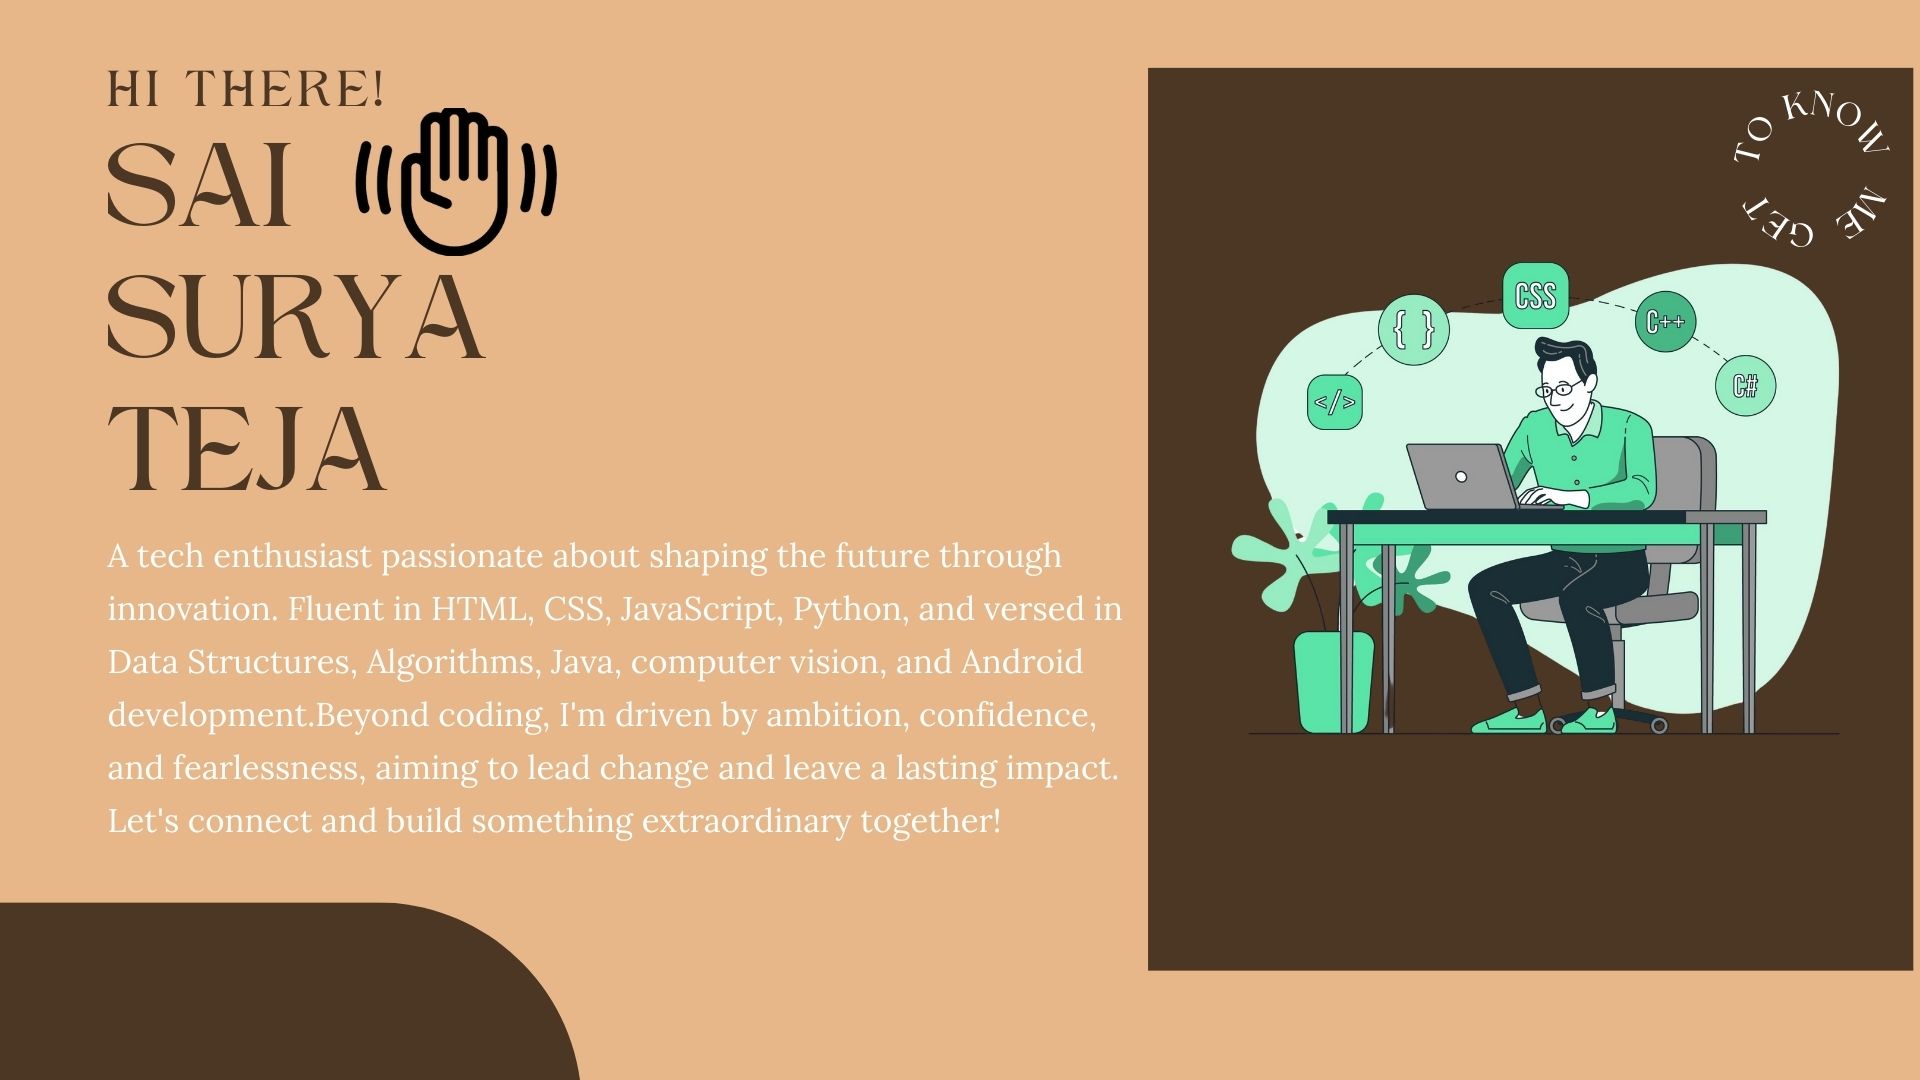 HI THERE!
SAI
SURYA
TEJA
A tech enthusiast passionate about shaping the future through
innovation. Fluent in HTML, CSS, JavaScript, Python, and versed in
Data Structures, Algorithms, Java, computer vision, and Android
development.Beyond coding, I'm driven by ambition, confidence,
and fearlessness, aiming to lead change and leave a lasting impact.
Let's connect and build something extraordinary together!
GET TO KNOW ME
</>
{ }
CSS
C++
C#